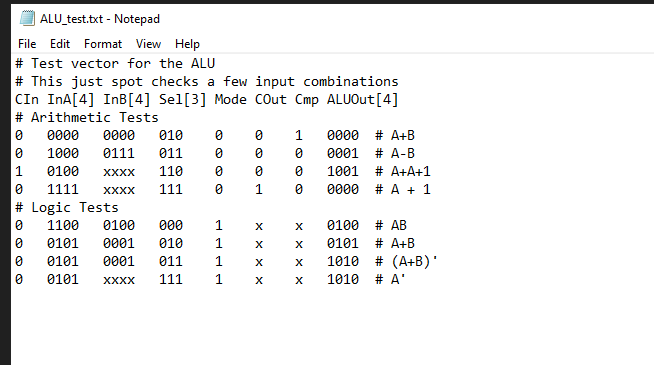 ALU_test.txt - Notepad
File Edit Format View Help
# Test vector for the ALU
# This just spot checks a few input combinations
CIn InA[4] InB[4] Sel[3] Mode COut Cmp ALUOut[4]
# Arithmetic Tests
0 0000 0000 010 0 0 1 0000 # A+B
0 1000 0111 011 0 0 0 0001 # A-B
1 0100 xxxx 110 0 0 0 1001 # A+A+1
0 1111 xxxx 111 0 1 0 0000 # A + 1
# Logic Tests
0 1100 0100 000 1 x x 0100 # AB
0 0101 0001 010 1 x x 0101 # A+B
0 0101 0001 011 1 x x 1010 # (A+B)'
0 0101 xxxx 111 1 x x 1010 # A'